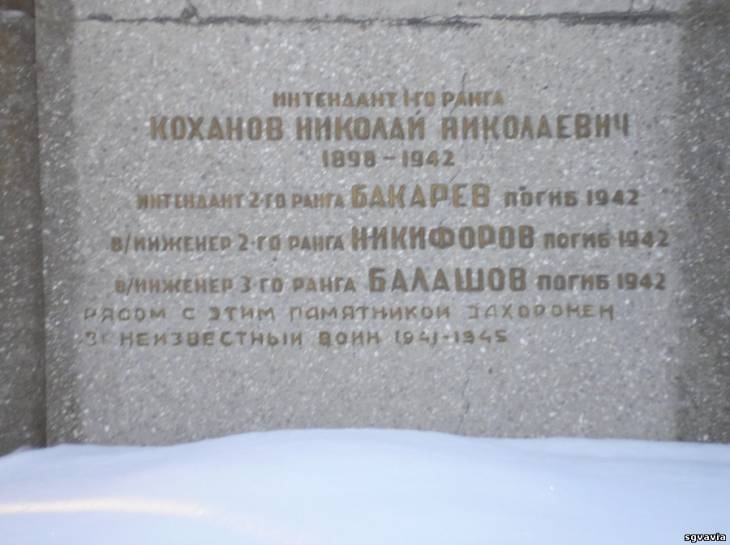 ИНТЕНДАНТ 1-ГО РАНГА
КОХАНОВ НИКОЛАЙ НИКОЛАЕВИЧ
1898 - 1942
ИНТЕНДАНТ 2-ГО РАНГА БАКАРЕВ ПОГИБ 1942
В/ИНЖЕНЕР 2-ГО РАНГА НИКИФОРОВ ПОГИБ 1942
В/ИНЖЕНЕР 3-ГО РАНГА БАЛАШОВ ПОГИБ 1942
РЯДОМ С ЭТИМ ПАМЯТНИКОМ ЗАХОРОНЕН
НЕИЗВЕСТНЫЙ ВОИН 1941-1945
sgvavia